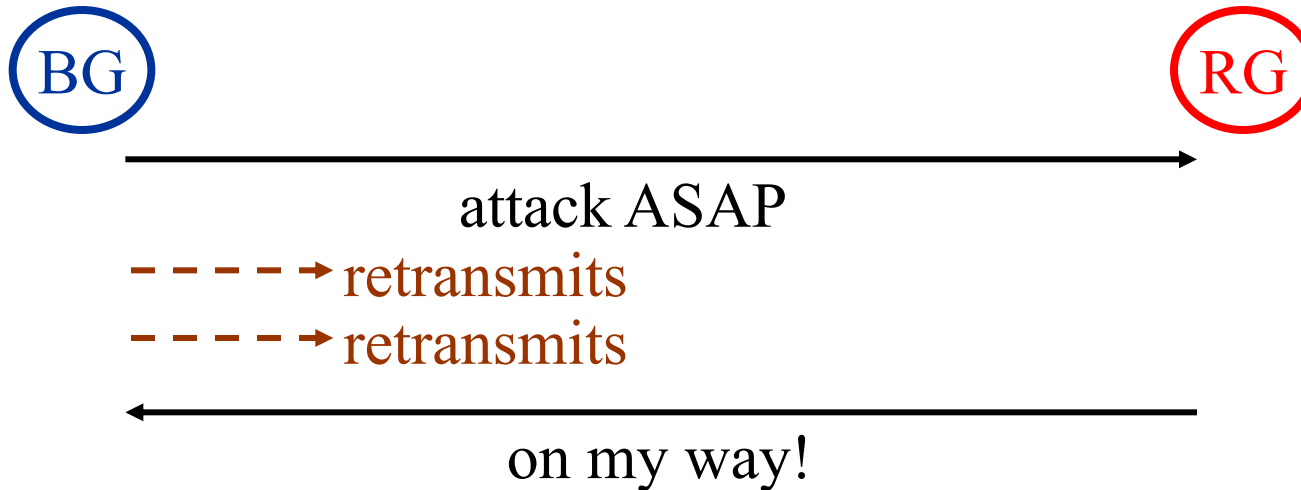 BG
RG
attack ASAP
retransmits
retransmits
on my way!